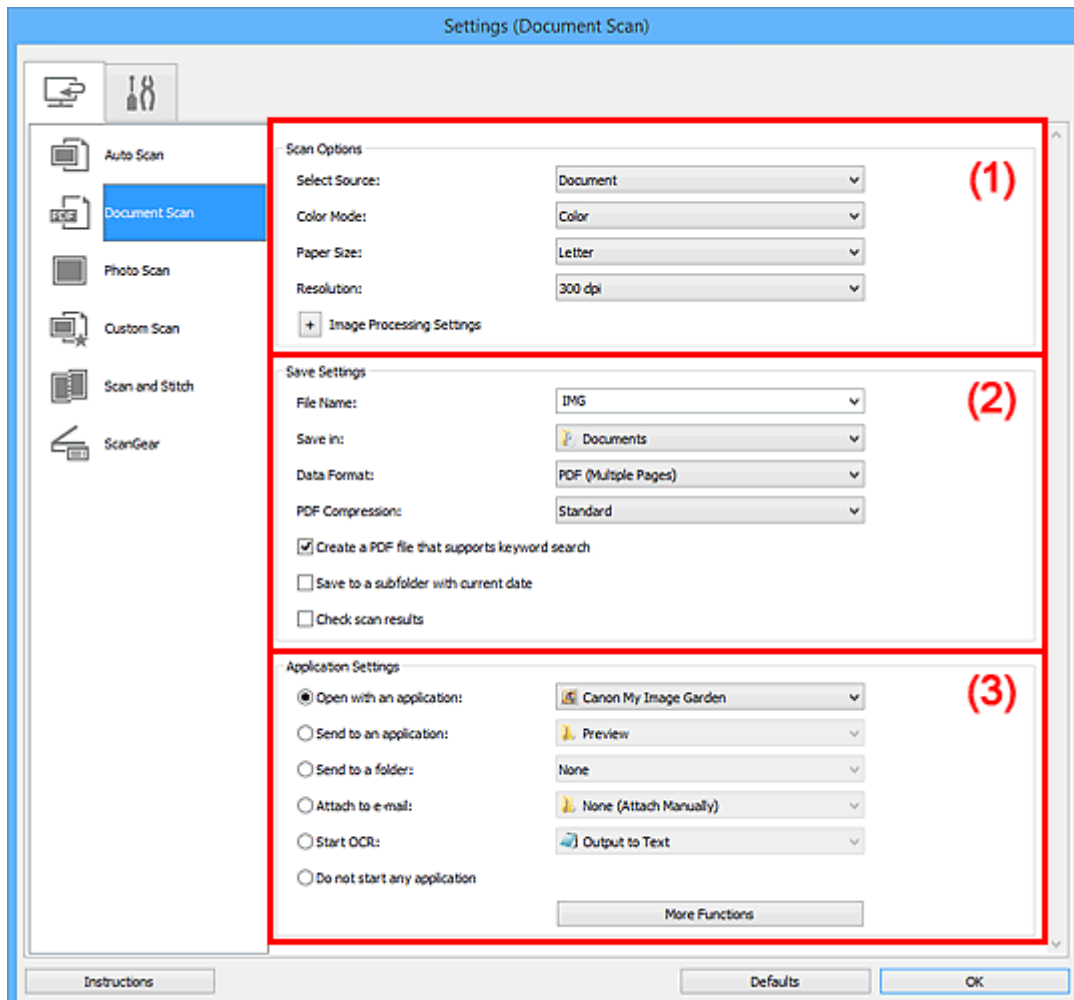 Settings (Document Scan)
Auto Scan
Document Scan
Photo Scan
Custom Scan
Scan and Stitch
ScanGear
Scan Options
(1)
Select Source: Document
Color Mode: Color
Paper Size: Letter
Resolution: 300 dpi
+ Image Processing Settings
Save Settings
(2)
File Name: IMG
Save in: Documents
Data Format: PDF (Multiple Pages)
PDF Compression: Standard
Create a PDF file that supports keyword search
Save to a subfolder with current date
Check scan results
Application Settings
(3)
Open with an application: Canon My Image Garden
Send to an application: Preview
Send to a folder: None
Attach to e-mail: None (Attach Manually)
Start OCR: Output to Text
Do not start any application
More Functions
Instructions Defaults OK